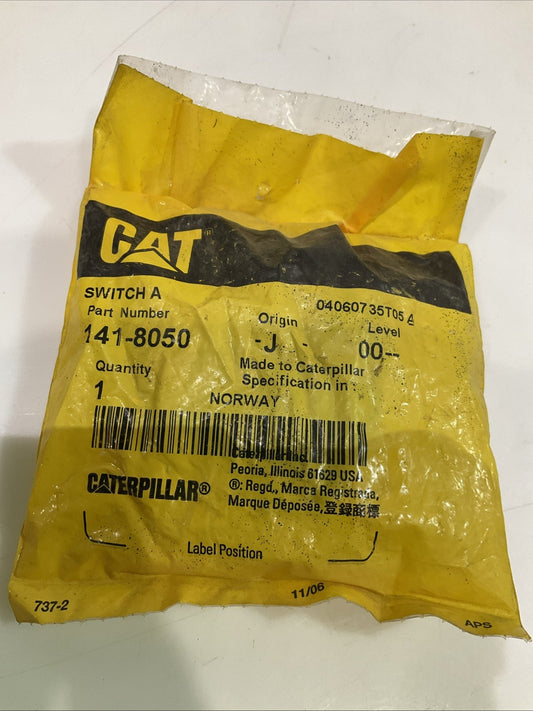 CAT
SWITCH A
04060735T05 A
Part Number
Origin
Level
141-8050
-J -
00--
Quantity
Made to Caterpillar
Specification in :
1
NORWAY
Caterpillar Inc.
Peoria, Illinois 61629 USA
CATERPILLAR®
®: Regd., Marca Registrada,
Marque Déposée, 登録商標
Label Position
737-2
11/06
APS